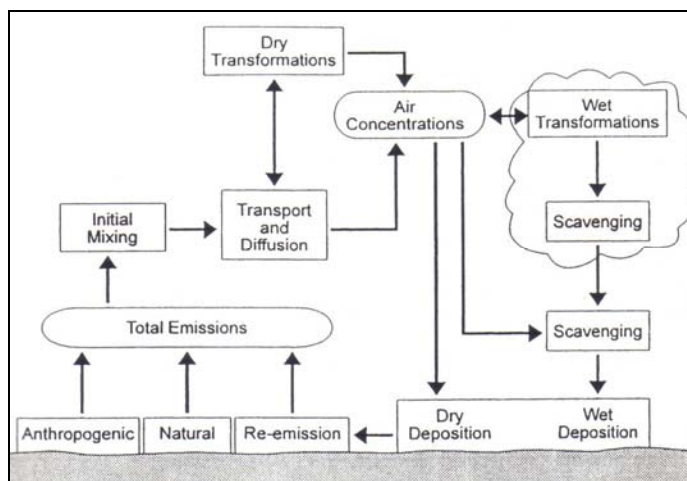 Dry
Transformations
Air
Concentrations
Wet
Transformations
Initial
Mixing
Transport
and
Diffusion
Scavenging
Total Emissions
Scavenging
Anthropogenic
Natural
Re-emission
Dry
Deposition
Wet
Deposition